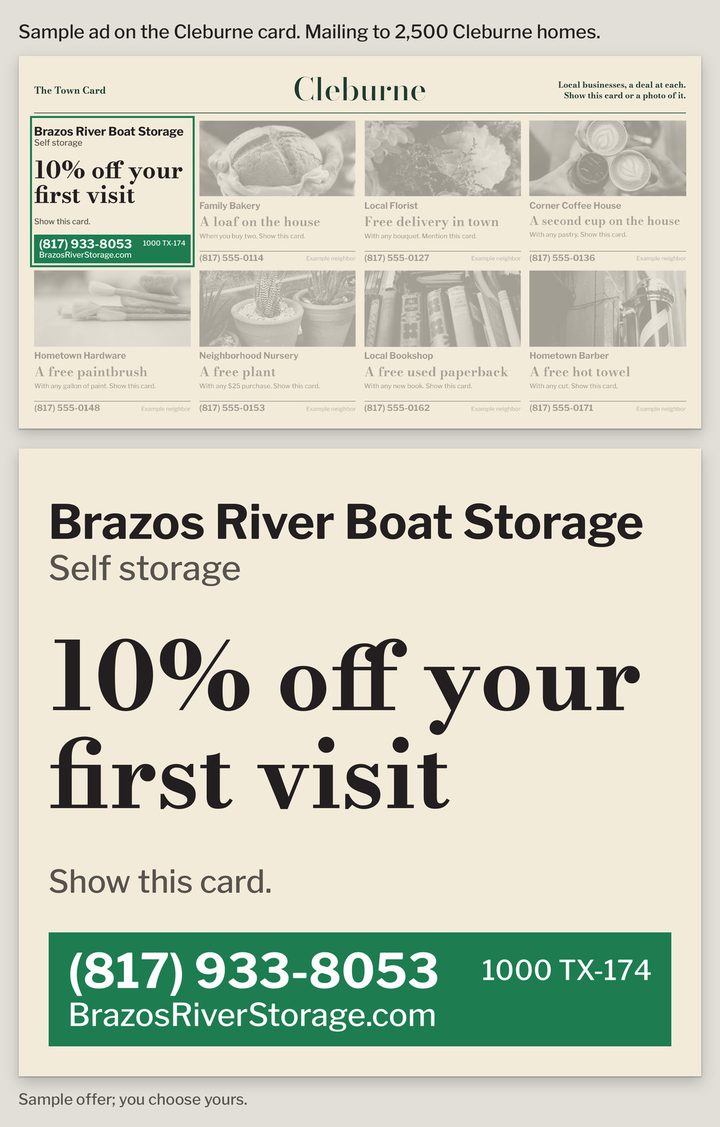 Sample ad on the Cleburne card. Mailing to 2,500 Cleburne homes.
The Town Card
Cleburne
Local businesses, a deal at each.
Show this card or a photo of it.
Brazos River Boat Storage
Self storage
10% off your
first visit
Show this card.
(817) 933-8053
1000 TX-174
BrazosRiverStorage.com
Family Bakery
A loaf on the house
When you buy two. Show this card.
(817) 555-0114
Example neighbor
Local Florist
Free delivery in town
With any bouquet. Mention this card.
(817) 555-0127
Example neighbor
Corner Coffee House
A second cup on the house
With any pastry. Show this card.
(817) 555-0136
Example neighbor
Hometown Hardware
A free paintbrush
With any gallon of paint. Show this card.
(817) 555-0148
Example neighbor
Neighborhood Nursery
A free plant
With any $25 purchase. Show this card.
(817) 555-0153
Example neighbor
Local Bookshop
A free used paperback
With any new book. Show this card.
(817) 555-0162
Example neighbor
Hometown Barber
A free hot towel
With any cut. Show this card.
(817) 555-0171
Example neighbor
Brazos River Boat Storage
Self storage
10% off your
first visit
Show this card.
(817) 933-8053
1000 TX-174
BrazosRiverStorage.com
Sample offer; you choose yours.